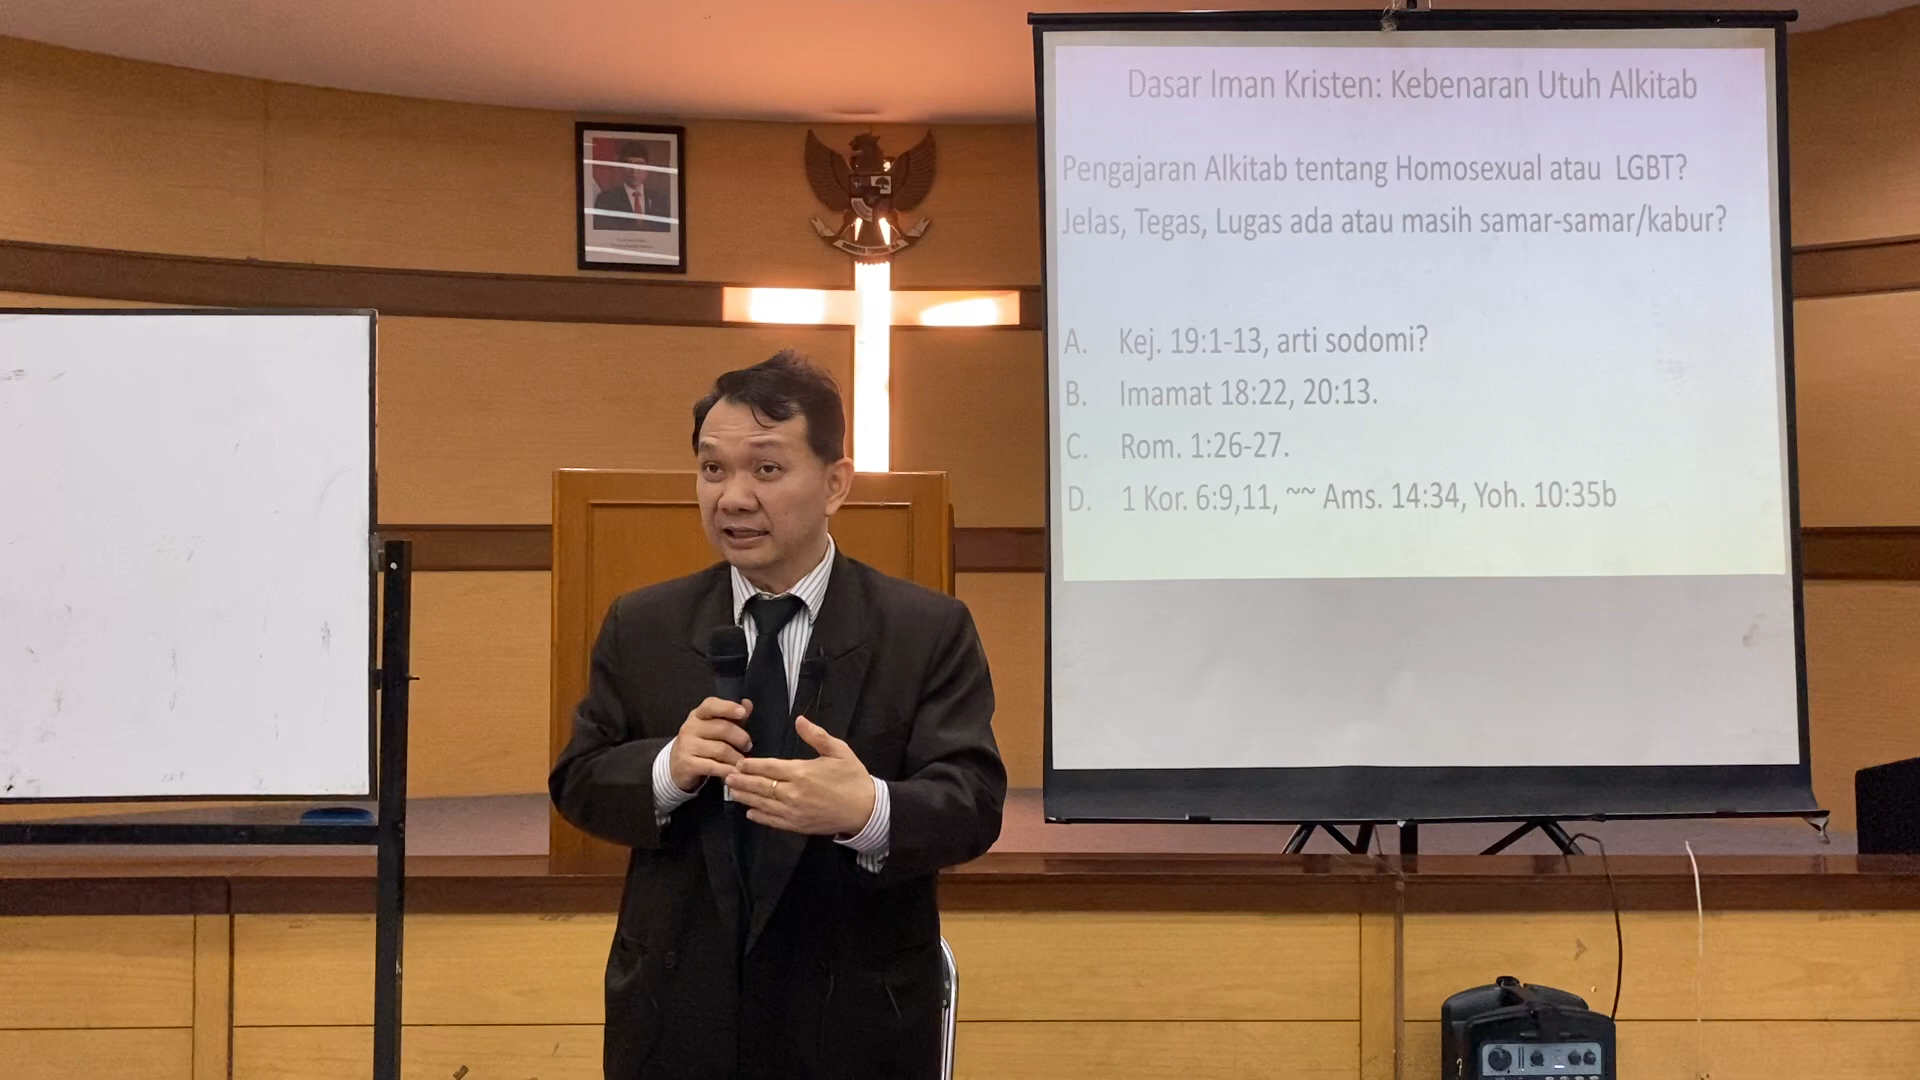 Dasar Iman Kristen: Kebenaran Utuh Alkitab
Pengajaran Alkitab tentang Homosexual atau LGBT?
Jelas, Tegas, Lugas ada atau masih samar-samar/kabur?
A. Kej. 19:1-13, arti sodomi?
B. Imamat 18:22, 20:13.
C. Rom. 1:26-27.
D. 1 Kor. 6:9,11, ~~ Ams. 14:34, Yoh. 10:35b